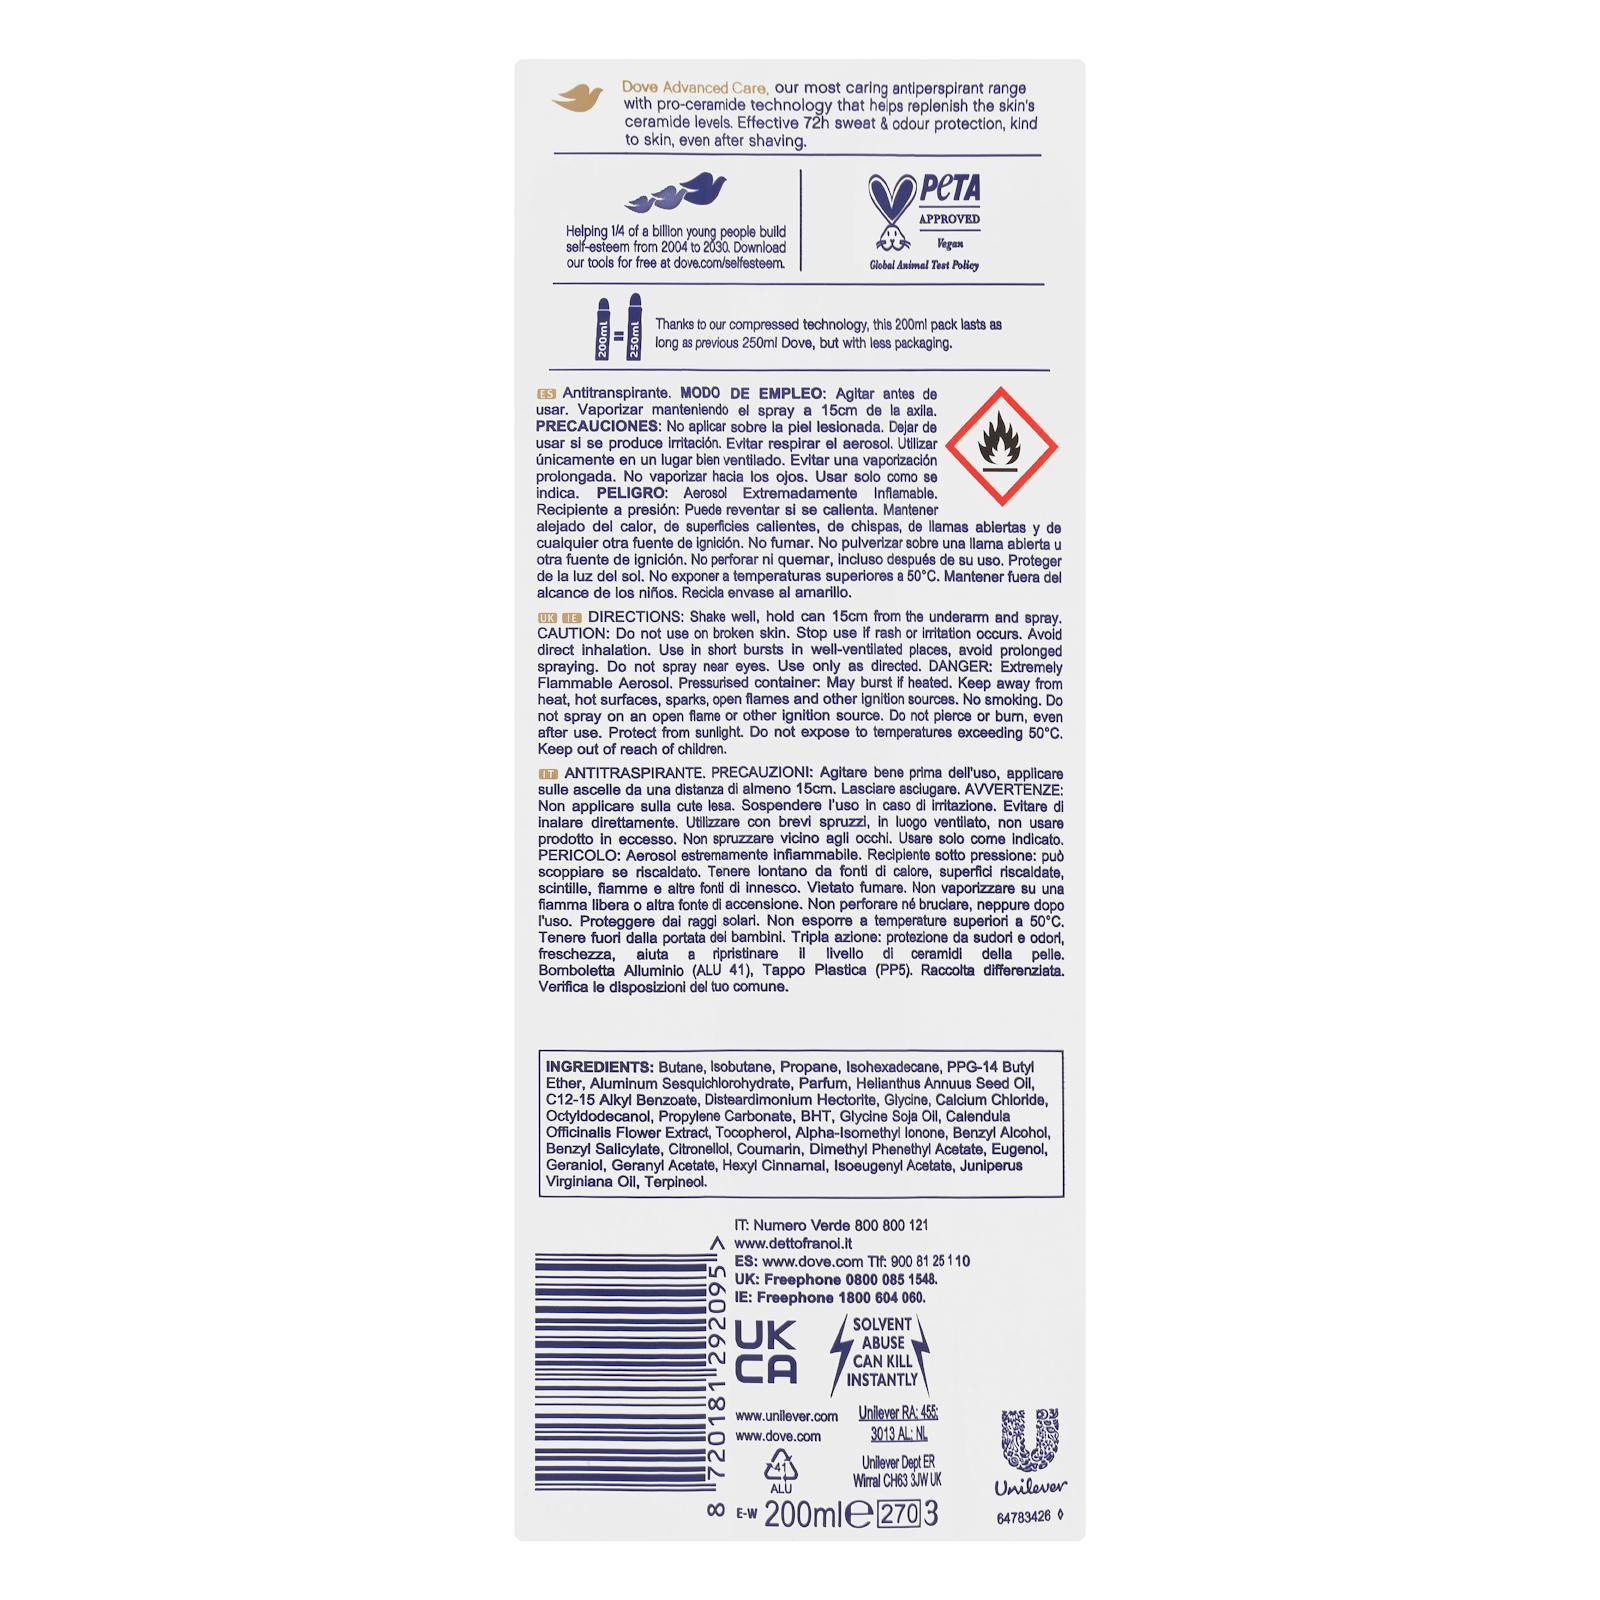 Dove Advanced Care, our most caring antiperspirant range
with pro-ceramide technology that helps replenish the skin's
ceramide levels. Effective 72h sweat & odour protection, kind
to skin, even after shaving.
Helping 1/4 of a billion young people build
self-esteem from 2004 to 2030. Download
our tools for free at dove.com/selfesteem.
PETA
APPROVED
Vegan
Global Animal Test Policy
200ml = 250ml
Thanks to our compressed technology, this 200ml pack lasts as
long as previous 250ml Dove, but with less packaging.
ES Antitranspirante. MODO DE EMPLEO: Agitar antes de
usar. Vaporizar manteniendo el spray a 15cm de la axila.
PRECAUCIONES: No aplicar sobre la piel lesionada. Dejar de
usar si se produce irritación. Evitar respirar el aerosol. Utilizar
únicamente en un lugar bien ventilado. Evitar una vaporización
prolongada. No vaporizar hacia los ojos. Usar solo como se
indica. PELIGRO: Aerosol Extremadamente Inflamable.
Recipiente a presión: Puede reventar si se calienta. Mantener
alejado del calor, de superficies calientes, de chispas, de llamas abiertas y de
cualquier otra fuente de ignición. No fumar. No pulverizar sobre una llama abierta u
otra fuente de ignición. No perforar ni quemar, incluso después de su uso. Proteger
de la luz del sol. No exponer a temperaturas superiores a 50°C. Mantener fuera del
alcance de los niños. Recicla envase al amarillo.
UK IE DIRECTIONS: Shake well, hold can 15cm from the underarm and spray.
CAUTION: Do not use on broken skin. Stop use if rash or irritation occurs. Avoid
direct inhalation. Use in short bursts in well-ventilated places, avoid prolonged
spraying. Do not spray near eyes. Use only as directed. DANGER: Extremely
Flammable Aerosol. Pressurised container: May burst if heated. Keep away from
heat, hot surfaces, sparks, open flames and other ignition sources. No smoking. Do
not spray on an open flame or other ignition source. Do not pierce or burn, even
after use. Protect from sunlight. Do not expose to temperatures exceeding 50°C.
Keep out of reach of children.
IT ANTITRASPIRANTE. PRECAUZIONI: Agitare bene prima dell'uso, applicare
sulle ascelle da una distanza di almeno 15cm. Lasciare asciugare. AVVERTENZE:
Non applicare sulla cute lesa. Sospendere l'uso in caso di irritazione. Evitare di
inalare direttamente. Utilizzare con brevi spruzzi, in luogo ventilato, non usare
prodotto in eccesso. Non spruzzare vicino agli occhi. Usare solo come indicato.
PERICOLO: Aerosol estremamente infiammabile. Recipiente sotto pressione: può
scoppiare se riscaldato. Tenere lontano da fonti di calore, superfici riscaldate,
scintille, fiamme e altre fonti di innesco. Vietato fumare. Non vaporizzare su una
fiamma libera o altra fonte di accensione. Non perforare né bruciare, neppure dopo
l'uso. Proteggere dai raggi solari. Non esporre a temperature superiori a 50°C.
Tenere fuori dalla portata dei bambini. Tripla azione: protezione da sudori e odori,
freschezza, aiuta a ripristinare il livello di ceramidi della pelle.
Bomboletta Alluminio (ALU 41), Tappo Plastica (PP5). Raccolta differenziata.
Verifica le disposizioni del tuo comune.
INGREDIENTS: Butane, Isobutane, Propane, Isohexadecane, PPG-14 Butyl
Ether, Aluminum Sesquichlorohydrate, Parfum, Helianthus Annuus Seed Oil,
C12-15 Alkyl Benzoate, Disteardimonium Hectorite, Glycine, Calcium Chloride,
Octyldodecanol, Propylene Carbonate, BHT, Glycine Soja Oil, Calendula
Officinalis Flower Extract, Tocopherol, Alpha-Isomethyl Ionone, Benzyl Alcohol,
Benzyl Salicylate, Citronellol, Coumarin, Dimethyl Phenethyl Acetate, Eugenol,
Geraniol, Geranyl Acetate, Hexyl Cinnamal, Isoeugenyl Acetate, Juniperus
Virginiana Oil, Terpineol.
IT: Numero Verde 800 800 121
www.dettofranoi.it
ES: www.dove.com Tlf: 900 81 25 1 10
UK: Freephone 0800 085 1548.
IE: Freephone 1800 604 060.
8 720181 292095 >
UK
CA
SOLVENT
ABUSE
CAN KILL
INSTANTLY
www.unilever.com
www.dove.com
Unilever RA: 455;
3013 AL; NL
Unilever Dept ER
Wirral CH63 3JW UK
41
ALU
E-W 200ml e 270 3
Unilever
64783426 ◊